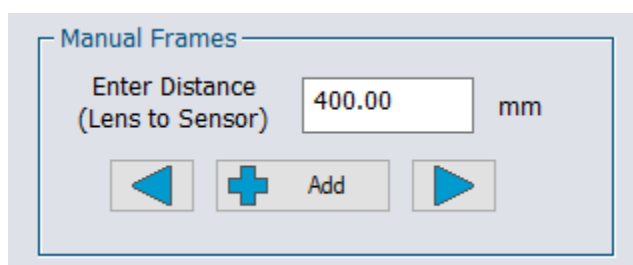 Manual Frames
Enter Distance
(Lens to Sensor)
400.00
mm
Add